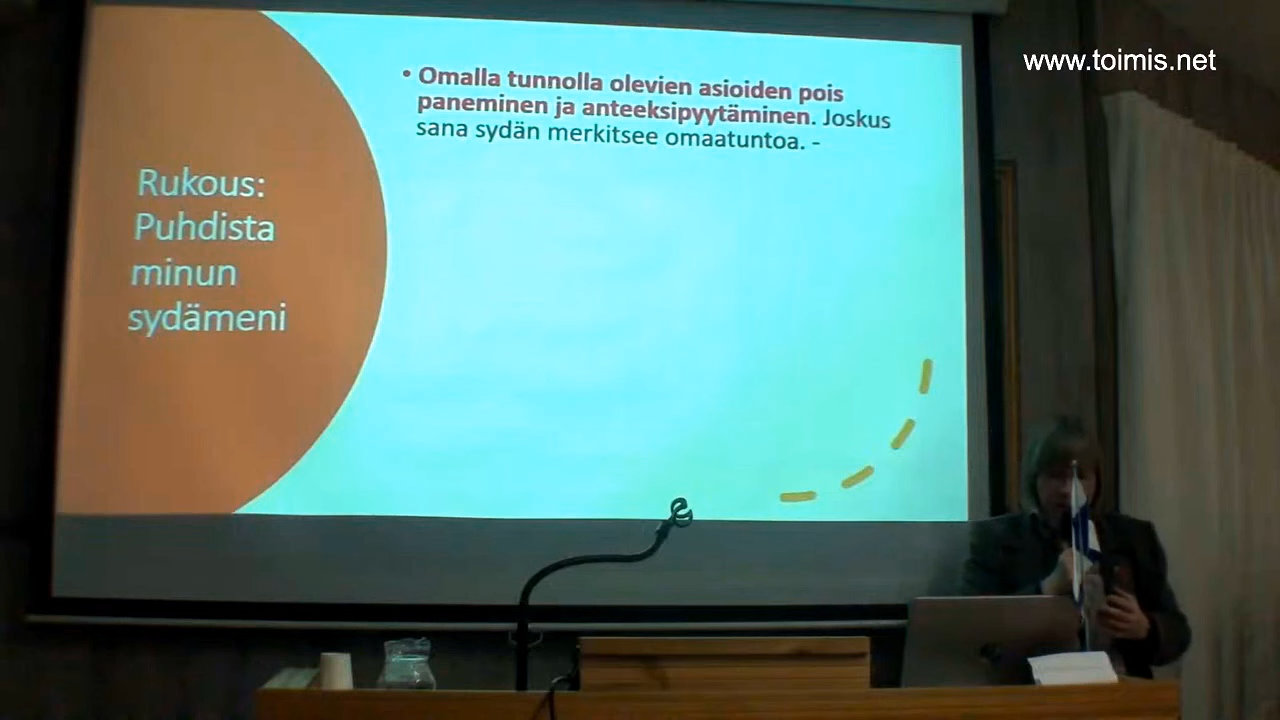 www.toimis.net
Rukous:
Puhdista
minun
sydämeni
• Omalla tunnolla olevien asioiden pois
paneminen ja anteeksipyytäminen. Joskus
sana sydän merkitsee omaatuntoa. -